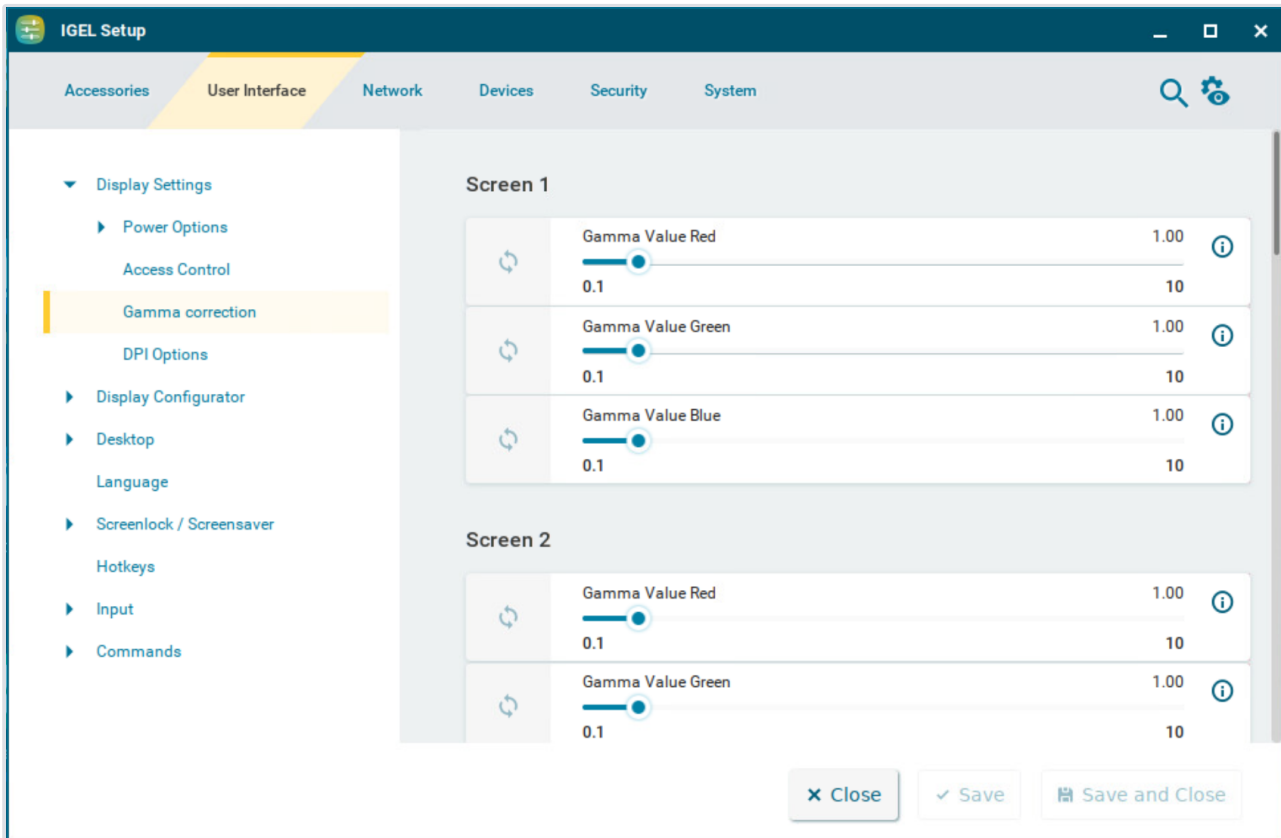 IGEL Setup
Accessories User Interface Network Devices Security System
Display Settings
Power Options
Access Control
Gamma correction
DPI Options
Display Configurator
Desktop
Language
Screenlock / Screensaver
Hotkeys
Input
Commands
Screen 1
Gamma Value Red 1.00
0.1 10
Gamma Value Green 1.00
0.1 10
Gamma Value Blue 1.00
0.1 10
Screen 2
Gamma Value Red 1.00
0.1 10
Gamma Value Green 1.00
0.1 10
Close Save Save and Close